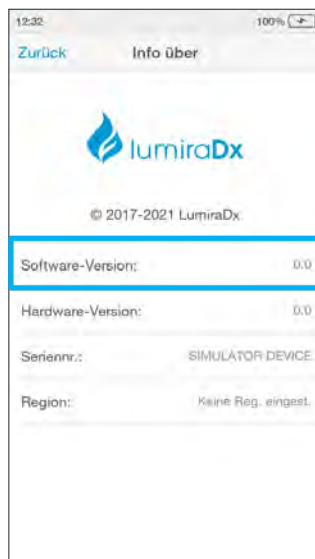 12:32 100%
Zurück Info über
lumiraDx
© 2017-2021 LumiraDx
Software-Version: 0.0
Hardware-Version: 0.0
Seriennr.: SIMULATOR DEVICE
Region: Keine Reg. eingest.